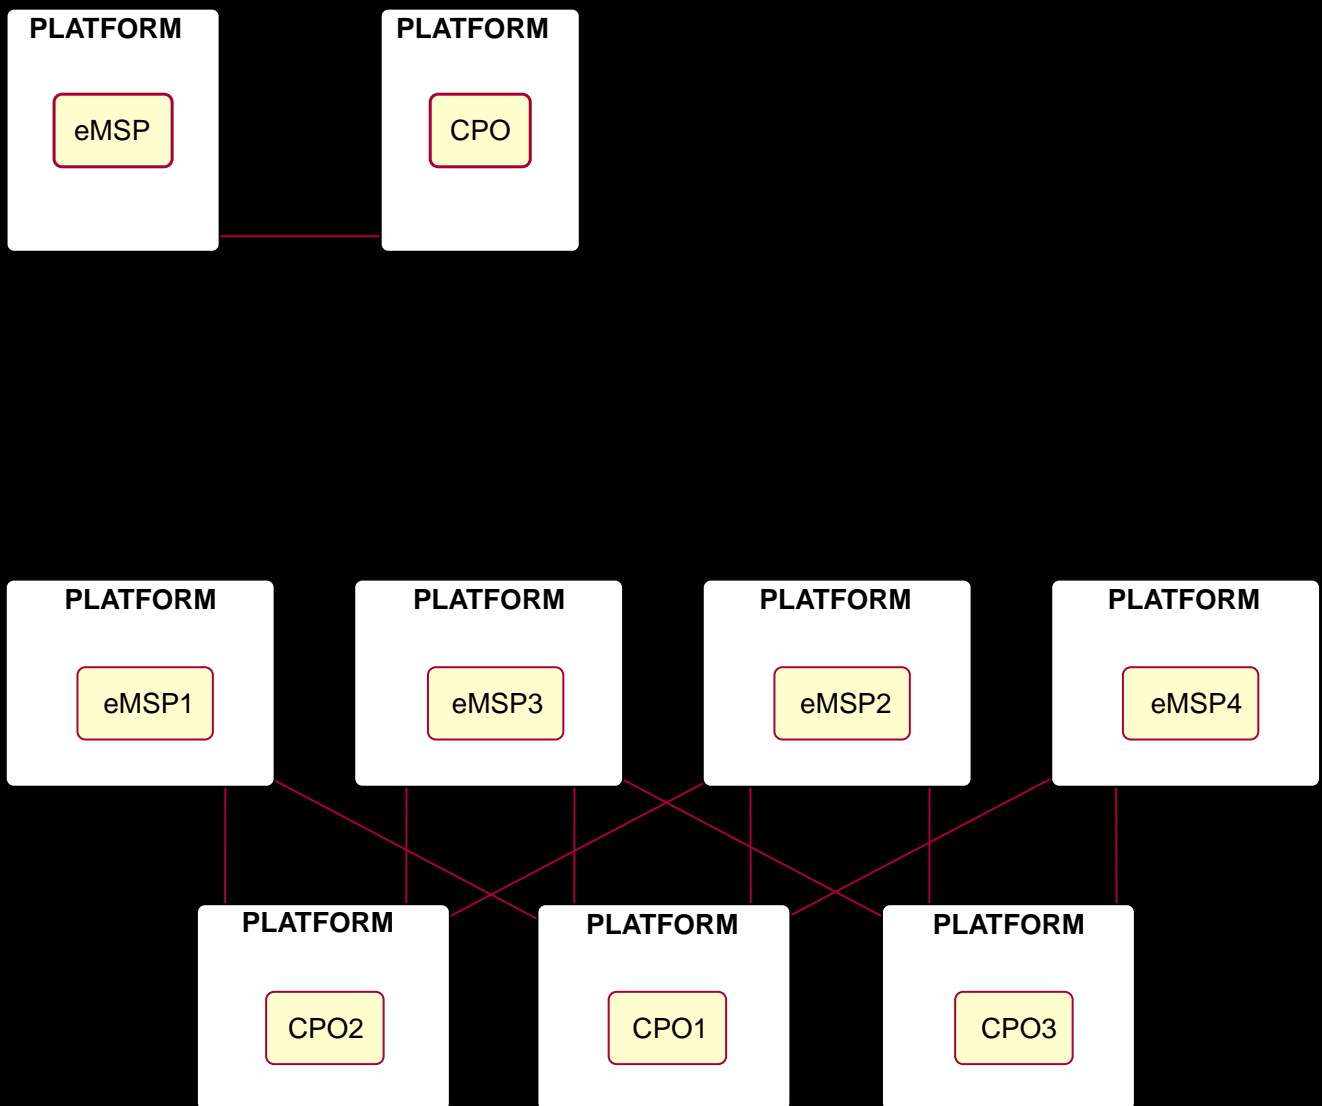 PLATFORM
PLATFORM
eMSP
CPO
PLATFORM
PLATFORM
PLATFORM
PLATFORM
eMSP1
eMSP3
eMSP2
eMSP4
PLATFORM
PLATFORM
PLATFORM
CPO2
CPO1
CPO3